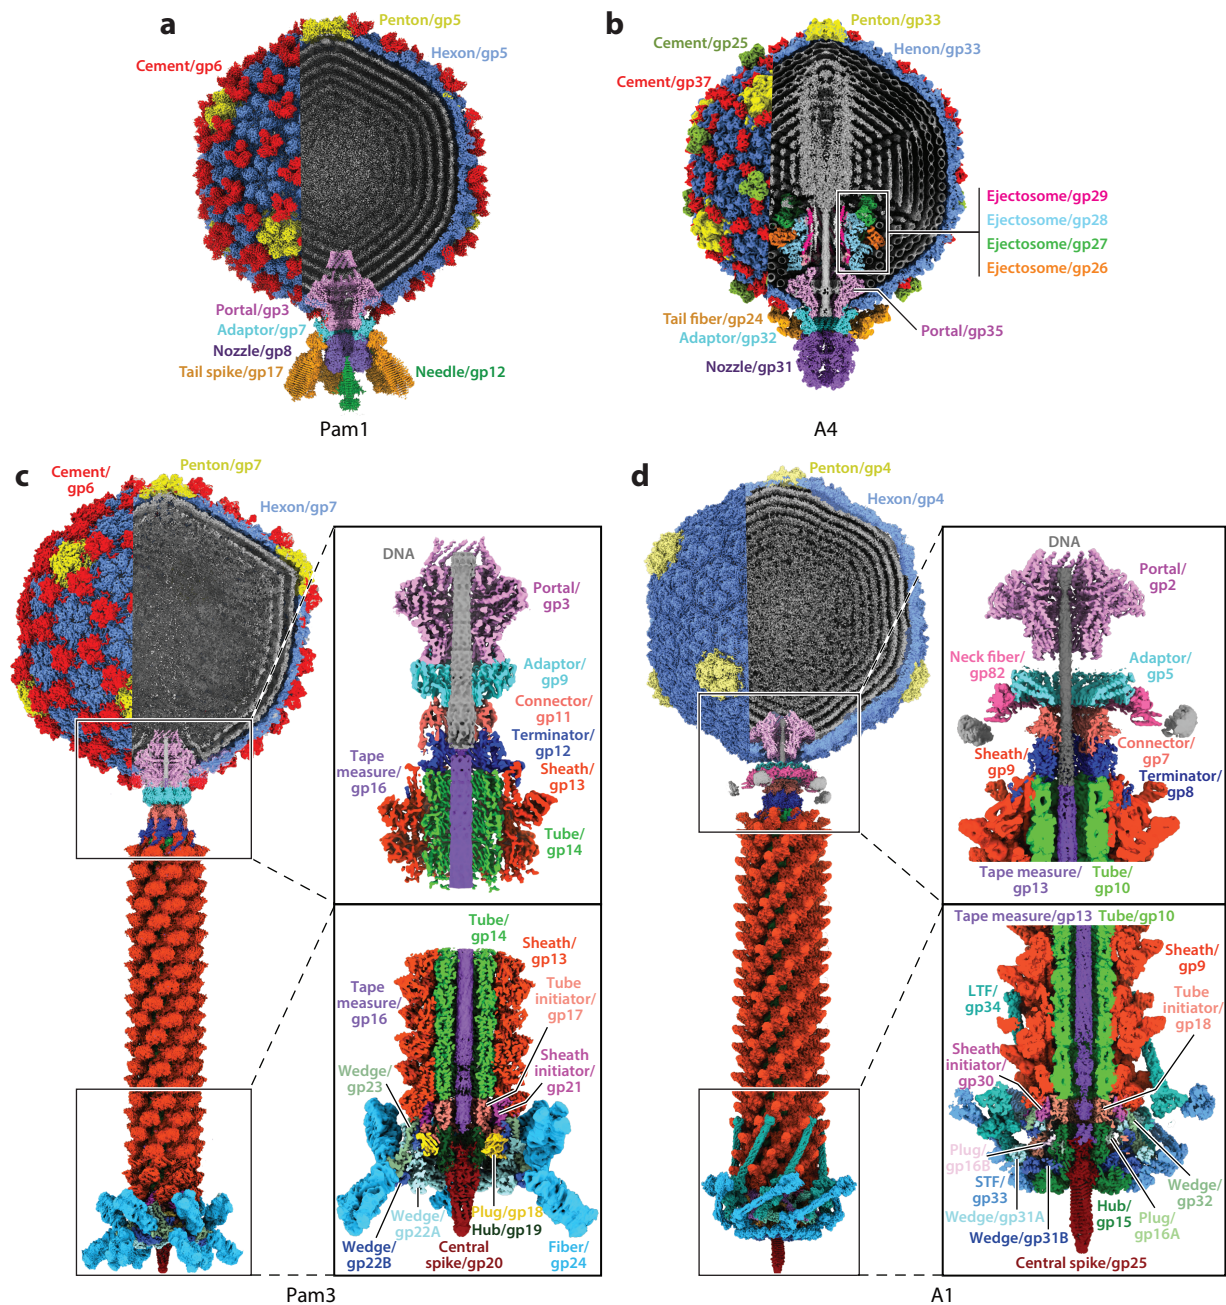 a
Penton/gp5
Hexon/gp5
Cement/gp6
Portal/gp3
Adaptor/gp7
Nozzle/gp8
Tail spike/gp17
Needle/gp12
Pam1
b
Penton/gp33
Cement/gp25
Henon/gp33
Cement/gp37
Ejectosome/gp29
Ejectosome/gp28
Ejectosome/gp27
Ejectosome/gp26
Tail fiber/gp24
Adaptor/gp32
Portal/gp35
Nozzle/gp31
A4
c
Penton/gp7
Cement/
gp6
Hexon/gp7
DNA
Portal/
gp3
Adaptor/
gp9
Connector/
gp11
Terminator/
gp12
Tape
measure/
gp16
Sheath/
gp13
Tube/
gp14
Tube/
gp14
Sheath/
gp13
Tape
measure/
gp16
Tube
initiator/
gp17
Sheath
initiator/
gp21
Wedge/
gp23
Wedge/
gp22A
Plug/gp18
Hub/gp19
Wedge/
gp22B
Central
spike/gp20
Fiber/
gp24
Pam3
d
Penton/gp4
Hexon/gp4
DNA
Portal/
gp2
Neck fiber/
gp82
Adaptor/
gp5
Sheath/
gp9
Connector/
gp7
Terminator/
gp8
Tape measure/
gp13
Tube/
gp10
Tape measure/gp13
Tube/gp10
Sheath/
gp9
LTF/
gp34
Tube
initiator/
gp18
Sheath
initiator/
gp30
Plug/
gp16B
STF/
gp33
Wedge/
gp32
Wedge/gp31A
Hub/
gp15
Plug/
gp16A
Wedge/gp31B
Central spike/gp25
A1